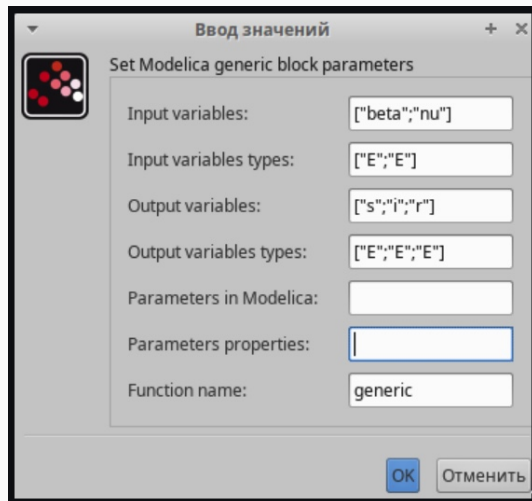 Ввод значений
Set Modelica generic block parameters
Input variables: ["beta";"nu"]
Input variables types: ["E";"E"]
Output variables: ["s";"i";"r"]
Output variables types: ["E";"E";"E"]
Parameters in Modelica:
Parameters properties:
Function name: generic
OK Отменить